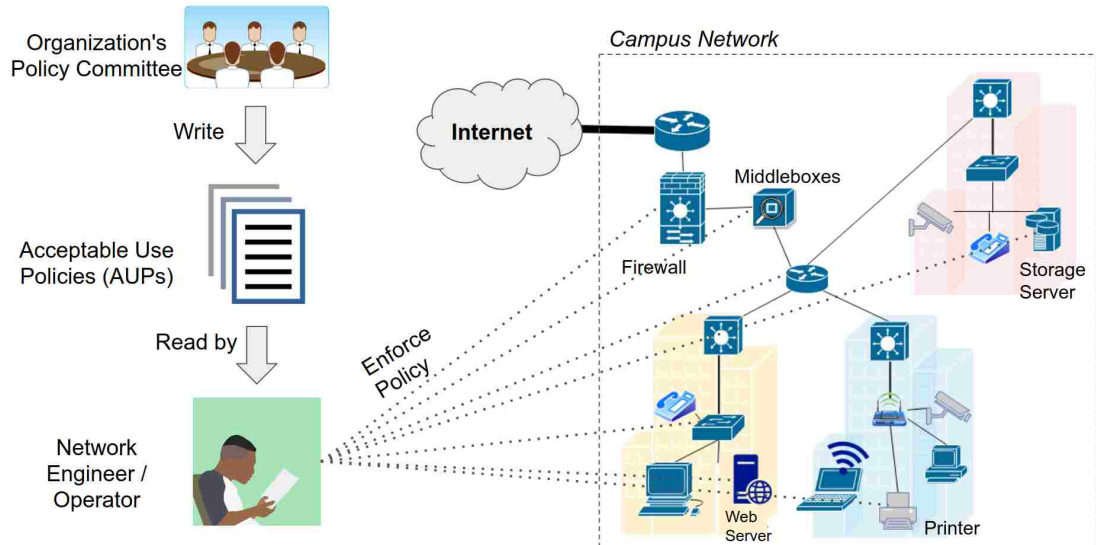 Organization's
Policy Committee
Write
Acceptable Use
Policies (AUPs)
Read by
Network
Engineer /
Operator
Enforce
Policy
Campus Network
Internet
Middleboxes
Firewall
Storage
Server
Web
Server
Printer